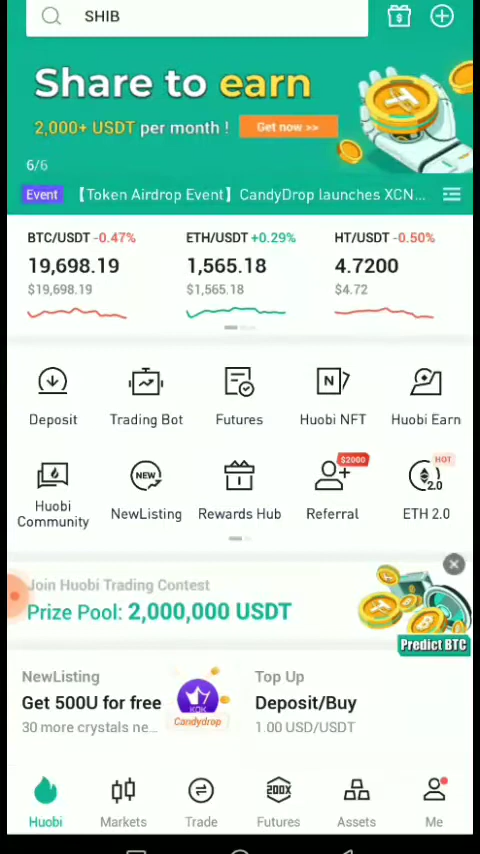 SHIB
Share to earn
2,000+ USDT per month !
Get now >>
6/6
Event 【Token Airdrop Event】CandyDrop launches XCN...
BTC/USDT -0.47%
ETH/USDT +0.29%
HT/USDT -0.50%
19,698.19
1,565.18
4.7200
$19,698.19
$1,565.18
$4.72
Deposit
Trading Bot
Futures
Huobi NFT
Huobi Earn
$2000
HOT
NEW
2.0
Huobi
Community
NewListing
Rewards Hub
Referral
ETH 2.0
Join Huobi Trading Contest
Prize Pool: 2,000,000 USDT
Predict BTC
NewListing
Get 500U for free
30 more crystals ne...
KOK
Candydrop
Top Up
Deposit/Buy
1.00 USD/USDT
200X
Huobi
Markets
Trade
Futures
Assets
Me